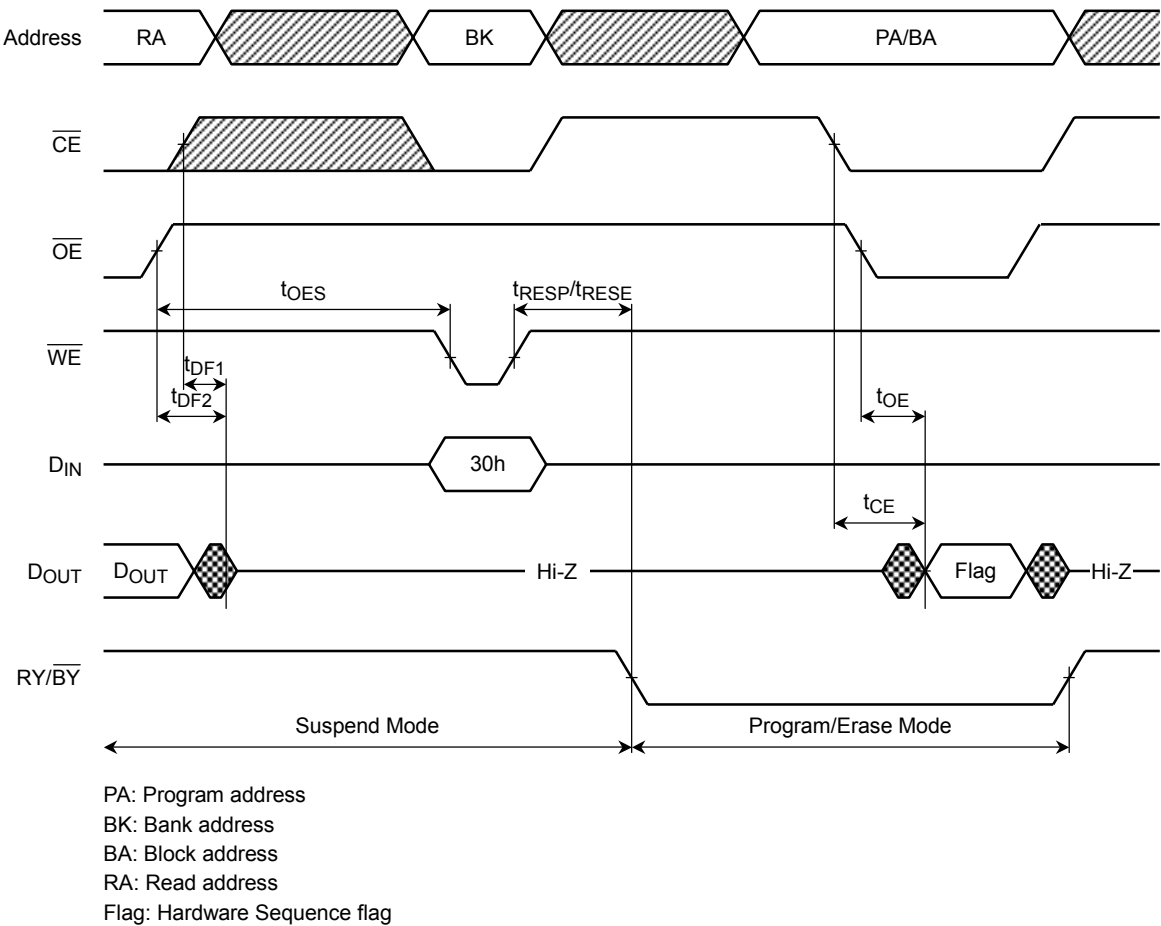 Address RA BK PA/BA
CE
OE
tOES tRESP/tRESE
WE
tDF1
tDF2 tOE
DIN 30h
tCE
DOUT DOUT Hi-Z Flag Hi-Z
RY/BY
Suspend Mode Program/Erase Mode
PA: Program address
BK: Bank address
BA: Block address
RA: Read address
Flag: Hardware Sequence flag